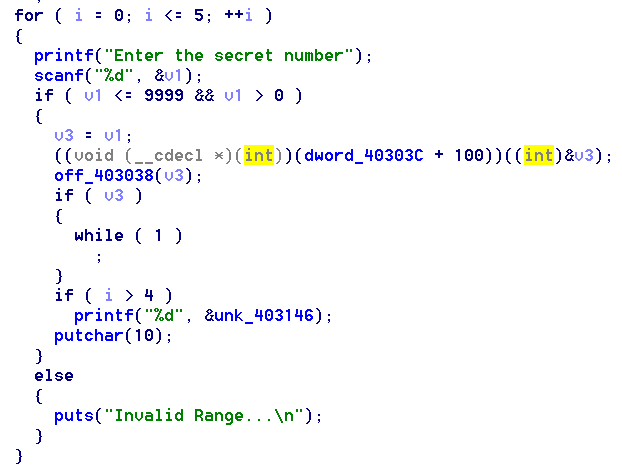 for ( i = 0; i <= 5; ++i )
{
printf("Enter the secret number");
scanf("%d", &v1);
if ( v1 <= 9999 && v1 > 0 )
{
v3 = v1;
((void (__cdecl *)(int))(dword_40303C + 100))((int)&v3);
off_403038(v3);
if ( v3 )
{
while ( 1 )
;
}
if ( i > 4 )
printf("%d", &unk_403146);
putchar(10);
}
else
{
puts("Invalid Range...\n");
}
}